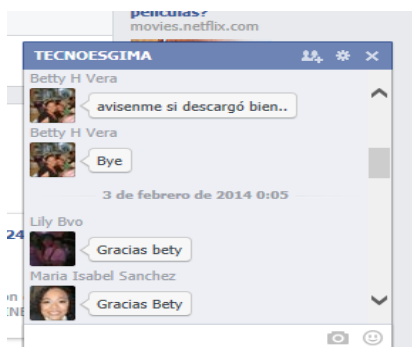 películas?
movies.netflix.com
TECNOESGIMA
Betty H Vera
avisenme si descargó bien..
Betty H Vera
Bye
3 de febrero de 2014 0:05
Lily Bvo
24
Gracias bety
Maria Isabel Sanchez
Gracias Bety